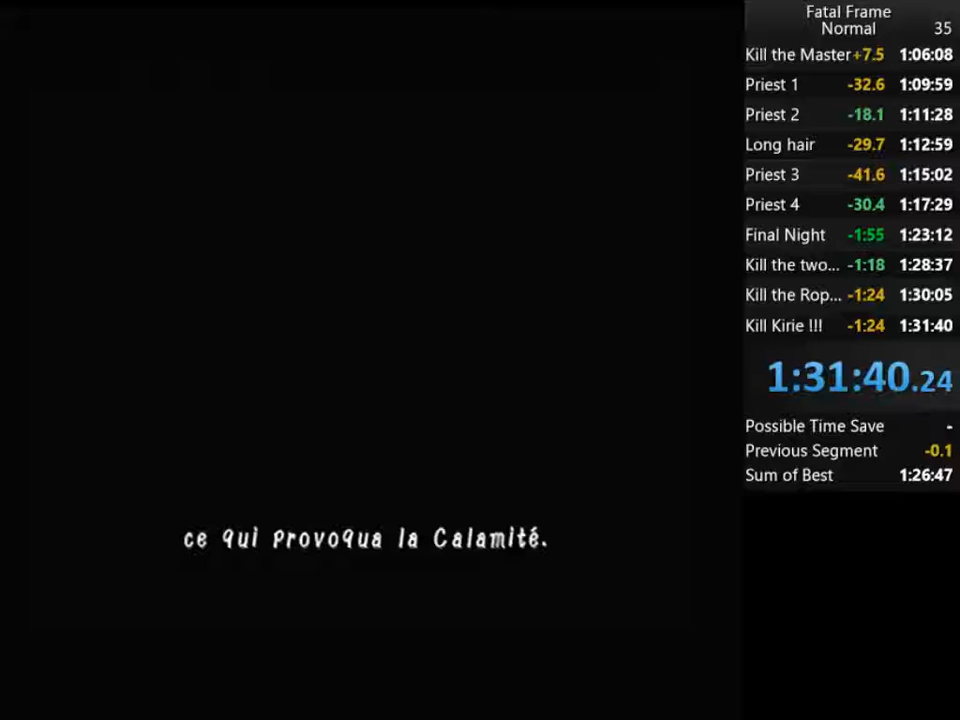 Fatal Frame
Normal 35
Kill the Master +7.5 1:06:08
Priest 1 -32.6 1:09:59
Priest 2 -18.1 1:11:28
Long hair -29.7 1:12:59
Priest 3 -41.6 1:15:02
Priest 4 -30.4 1:17:29
Final Night -1:55 1:23:12
Kill the two... -1:18 1:28:37
Kill the Rop... -1:24 1:30:05
Kill Kirie !!! -1:24 1:31:40
1:31:40.24
Possible Time Save -
Previous Segment -0.1
Sum of Best 1:26:47
ce qui provoqua la Calamité.